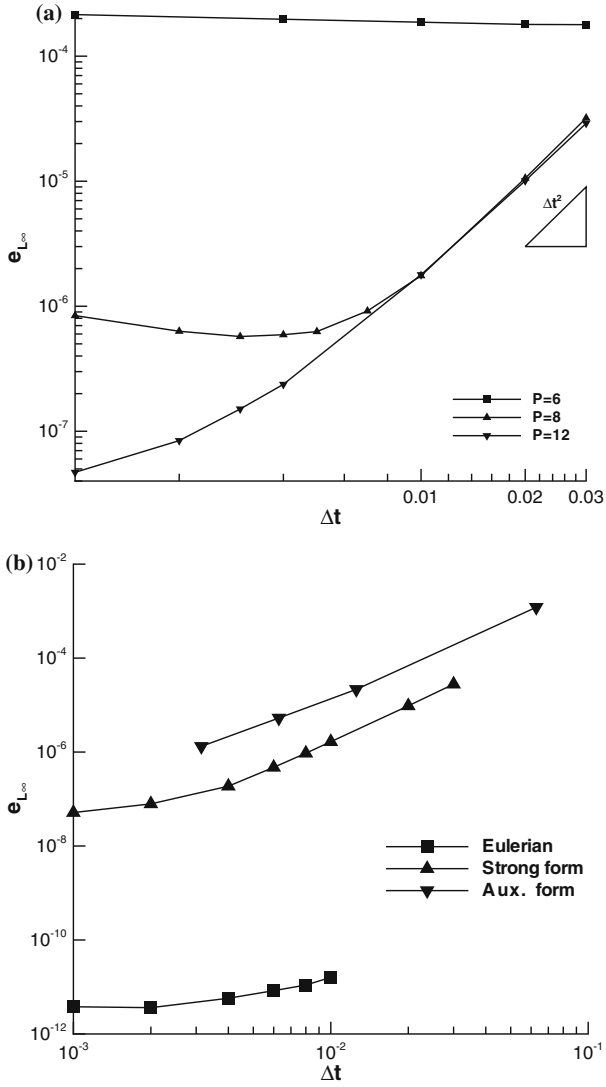 (a)
10⁻⁴
10⁻⁵
10⁻⁶
10⁻⁷
e_L∞
Δt²
P=6
P=8
P=12
0.01 0.02 0.03
Δt
(b)
10⁻²
10⁻⁴
10⁻⁶
10⁻⁸
10⁻¹⁰
10⁻¹²
e_L∞
Eulerian
Strong form
Aux. form
10⁻³ 10⁻² 10⁻¹
Δt